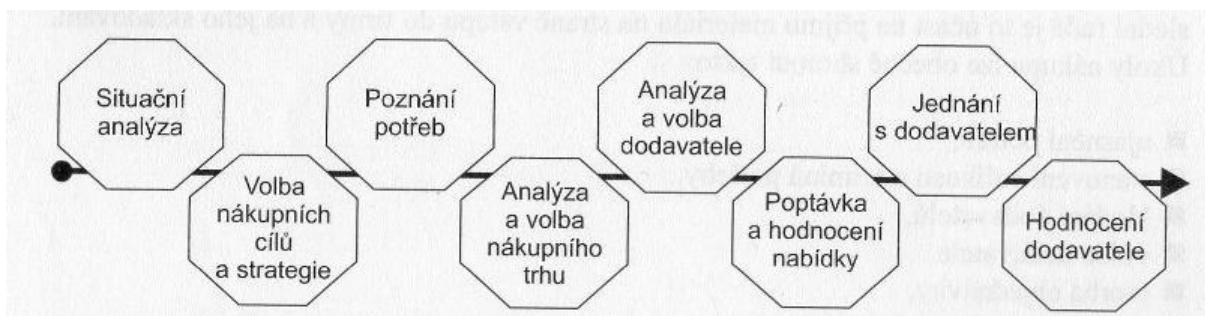 Situační
analýza
Volba
nákupních
cílů
a strategie
Poznání
potřeb
Analýza
a volba
nákupního
trhu
Analýza
a volba
dodavatele
Poptávka
a hodnocení
nabídky
Jednání
s dodavatelem
Hodnocení
dodavatele